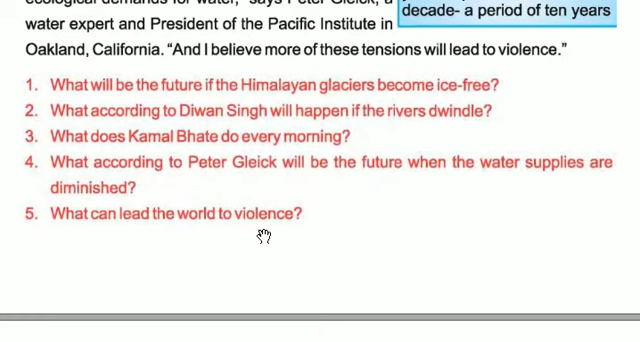 ecological demands for water," says Peter Gleick, a
decade- a period of ten years
water expert and President of the Pacific Institute in
Oakland, California. “And I believe more of these tensions will lead to violence.”
1. What will be the future if the Himalayan glaciers become ice-free?
2. What according to Diwan Singh will happen if the rivers dwindle?
3. What does Kamal Bhate do every morning?
4. What according to Peter Gleick will be the future when the water supplies are
diminished?
5. What can lead the world to violence?